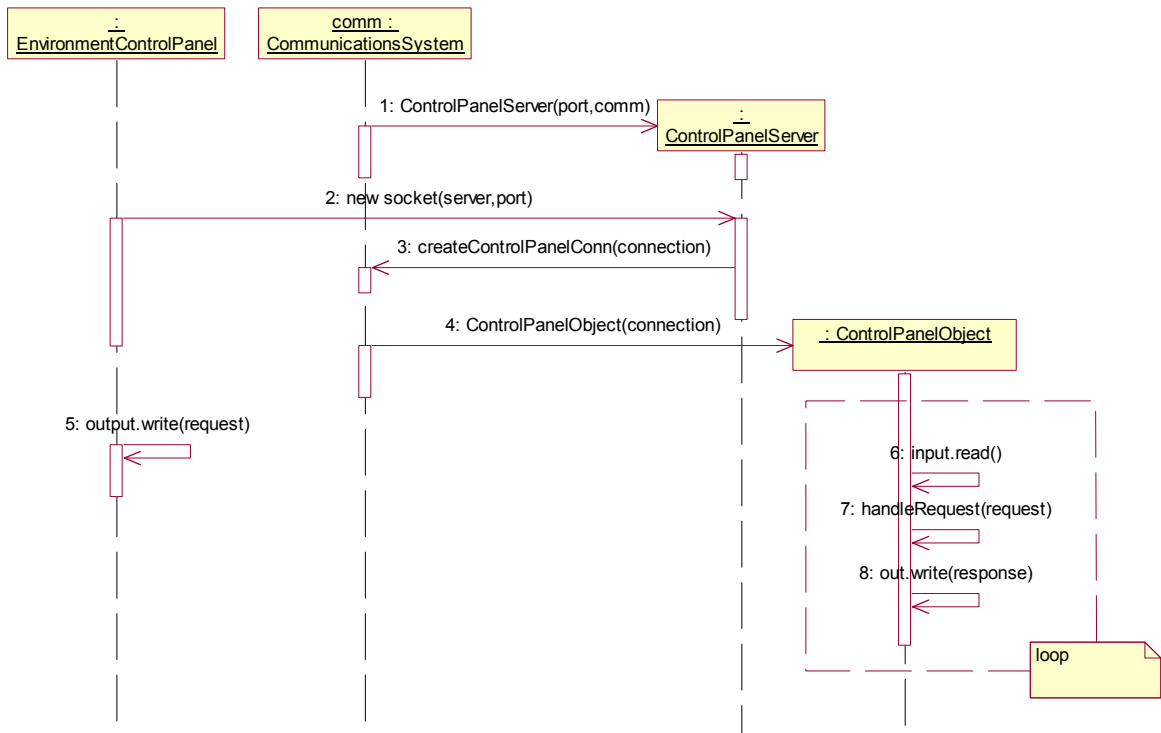 :
EnvironmentControlPanel
comm :
CommunicationsSystem
1: ControlPanelServer(port,comm)
:
ControlPanelServer
2: new socket(server,port)
3: createControlPanelConn(connection)
4: ControlPanelObject(connection)
: ControlPanelObject
5: output.write(request)
6: input.read()
7: handleRequest(request)
8: out.write(response)
loop